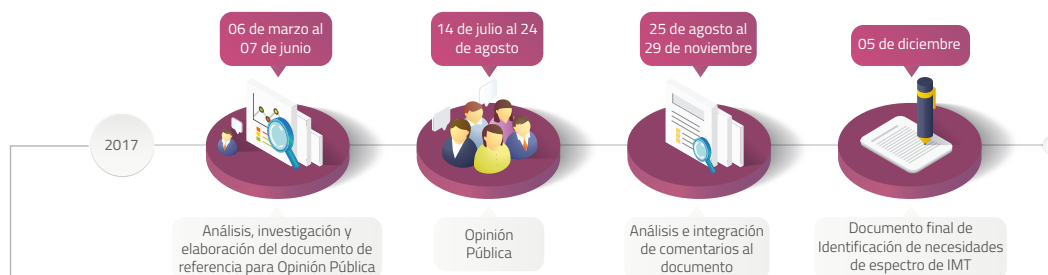 2017
06 de marzo al
07 de junio
Análisis, investigación y
elaboración del documento de
referencia para Opinión Pública
14 de julio al 24
de agosto
Opinión
Pública
25 de agosto al
29 de noviembre
Análisis e integración
de comentarios al
documento
05 de diciembre
Documento final de
Identificación de necesidades
de espectro de IMT